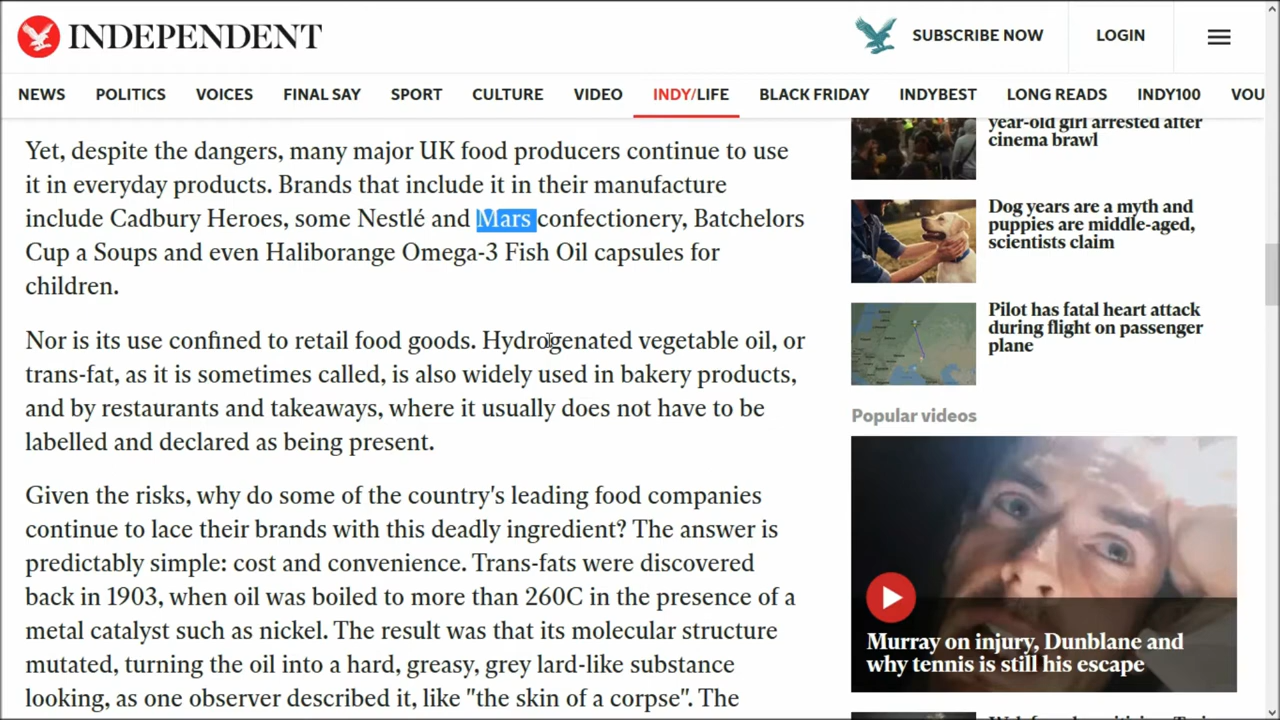 INDEPENDENT
SUBSCRIBE NOW
LOGIN
NEWS POLITICS VOICES FINAL SAY SPORT CULTURE VIDEO INDY/LIFE BLACK FRIDAY INDYBEST LONG READS INDY100 VOU
Yet, despite the dangers, many major UK food producers continue to use
it in everyday products. Brands that include it in their manufacture
include Cadbury Heroes, some Nestlé and Mars confectionery, Batchelors
Cup a Soups and even Haliborange Omega-3 Fish Oil capsules for
children.
Nor is its use confined to retail food goods. Hydrogenated vegetable oil, or
trans-fat, as it is sometimes called, is also widely used in bakery products,
and by restaurants and takeaways, where it usually does not have to be
labelled and declared as being present.
Given the risks, why do some of the country's leading food companies
continue to lace their brands with this deadly ingredient? The answer is
predictably simple: cost and convenience. Trans-fats were discovered
back in 1903, when oil was boiled to more than 260C in the presence of a
metal catalyst such as nickel. The result was that its molecular structure
mutated, turning the oil into a hard, greasy, grey lard-like substance
looking, as one observer described it, like "the skin of a corpse". The
year-old girl arrested after
cinema brawl
Dog years are a myth and
puppies are middle-aged,
scientists claim
Pilot has fatal heart attack
during flight on passenger
plane
Popular videos
Murray on injury, Dunblane and
why tennis is still his escape